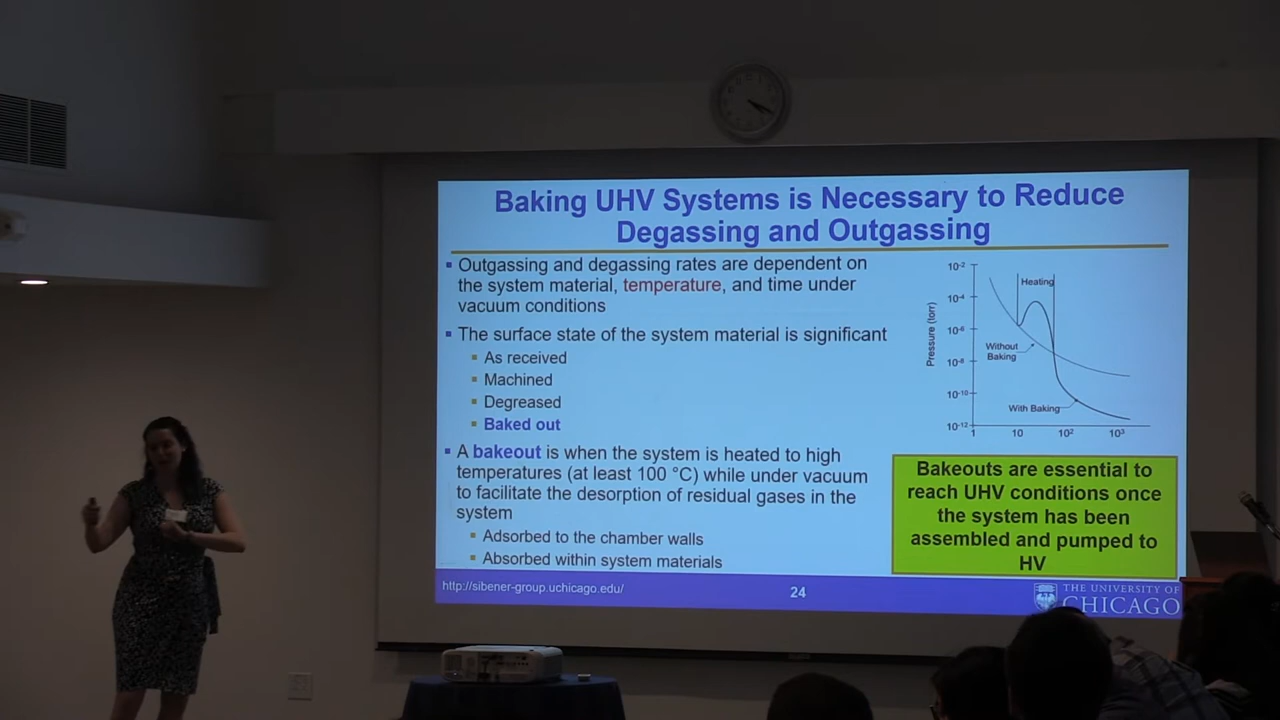 Baking UHV Systems is Necessary to Reduce
Degassing and Outgassing
▪ Outgassing and degassing rates are dependent on
the system material, temperature, and time under
vacuum conditions
▪ The surface state of the system material is significant
▪ As received
▪ Machined
▪ Degreased
▪ Baked out
▪ A bakeout is when the system is heated to high
temperatures (at least 100 °C) while under vacuum
to facilitate the desorption of residual gases in the
system
▪ Adsorbed to the chamber walls
▪ Absorbed within system materials
Pressure (torr)
10⁻²
10⁻⁴
10⁻⁶
10⁻⁸
10⁻¹⁰
10⁻¹²
Heating
Without
Baking
With Baking
1
10
10²
10³
Bakeouts are essential to
reach UHV conditions once
the system has been
assembled and pumped to
HV
http://sibener-group.uchicago.edu/
24
THE UNIVERSITY OF
CHICAGO